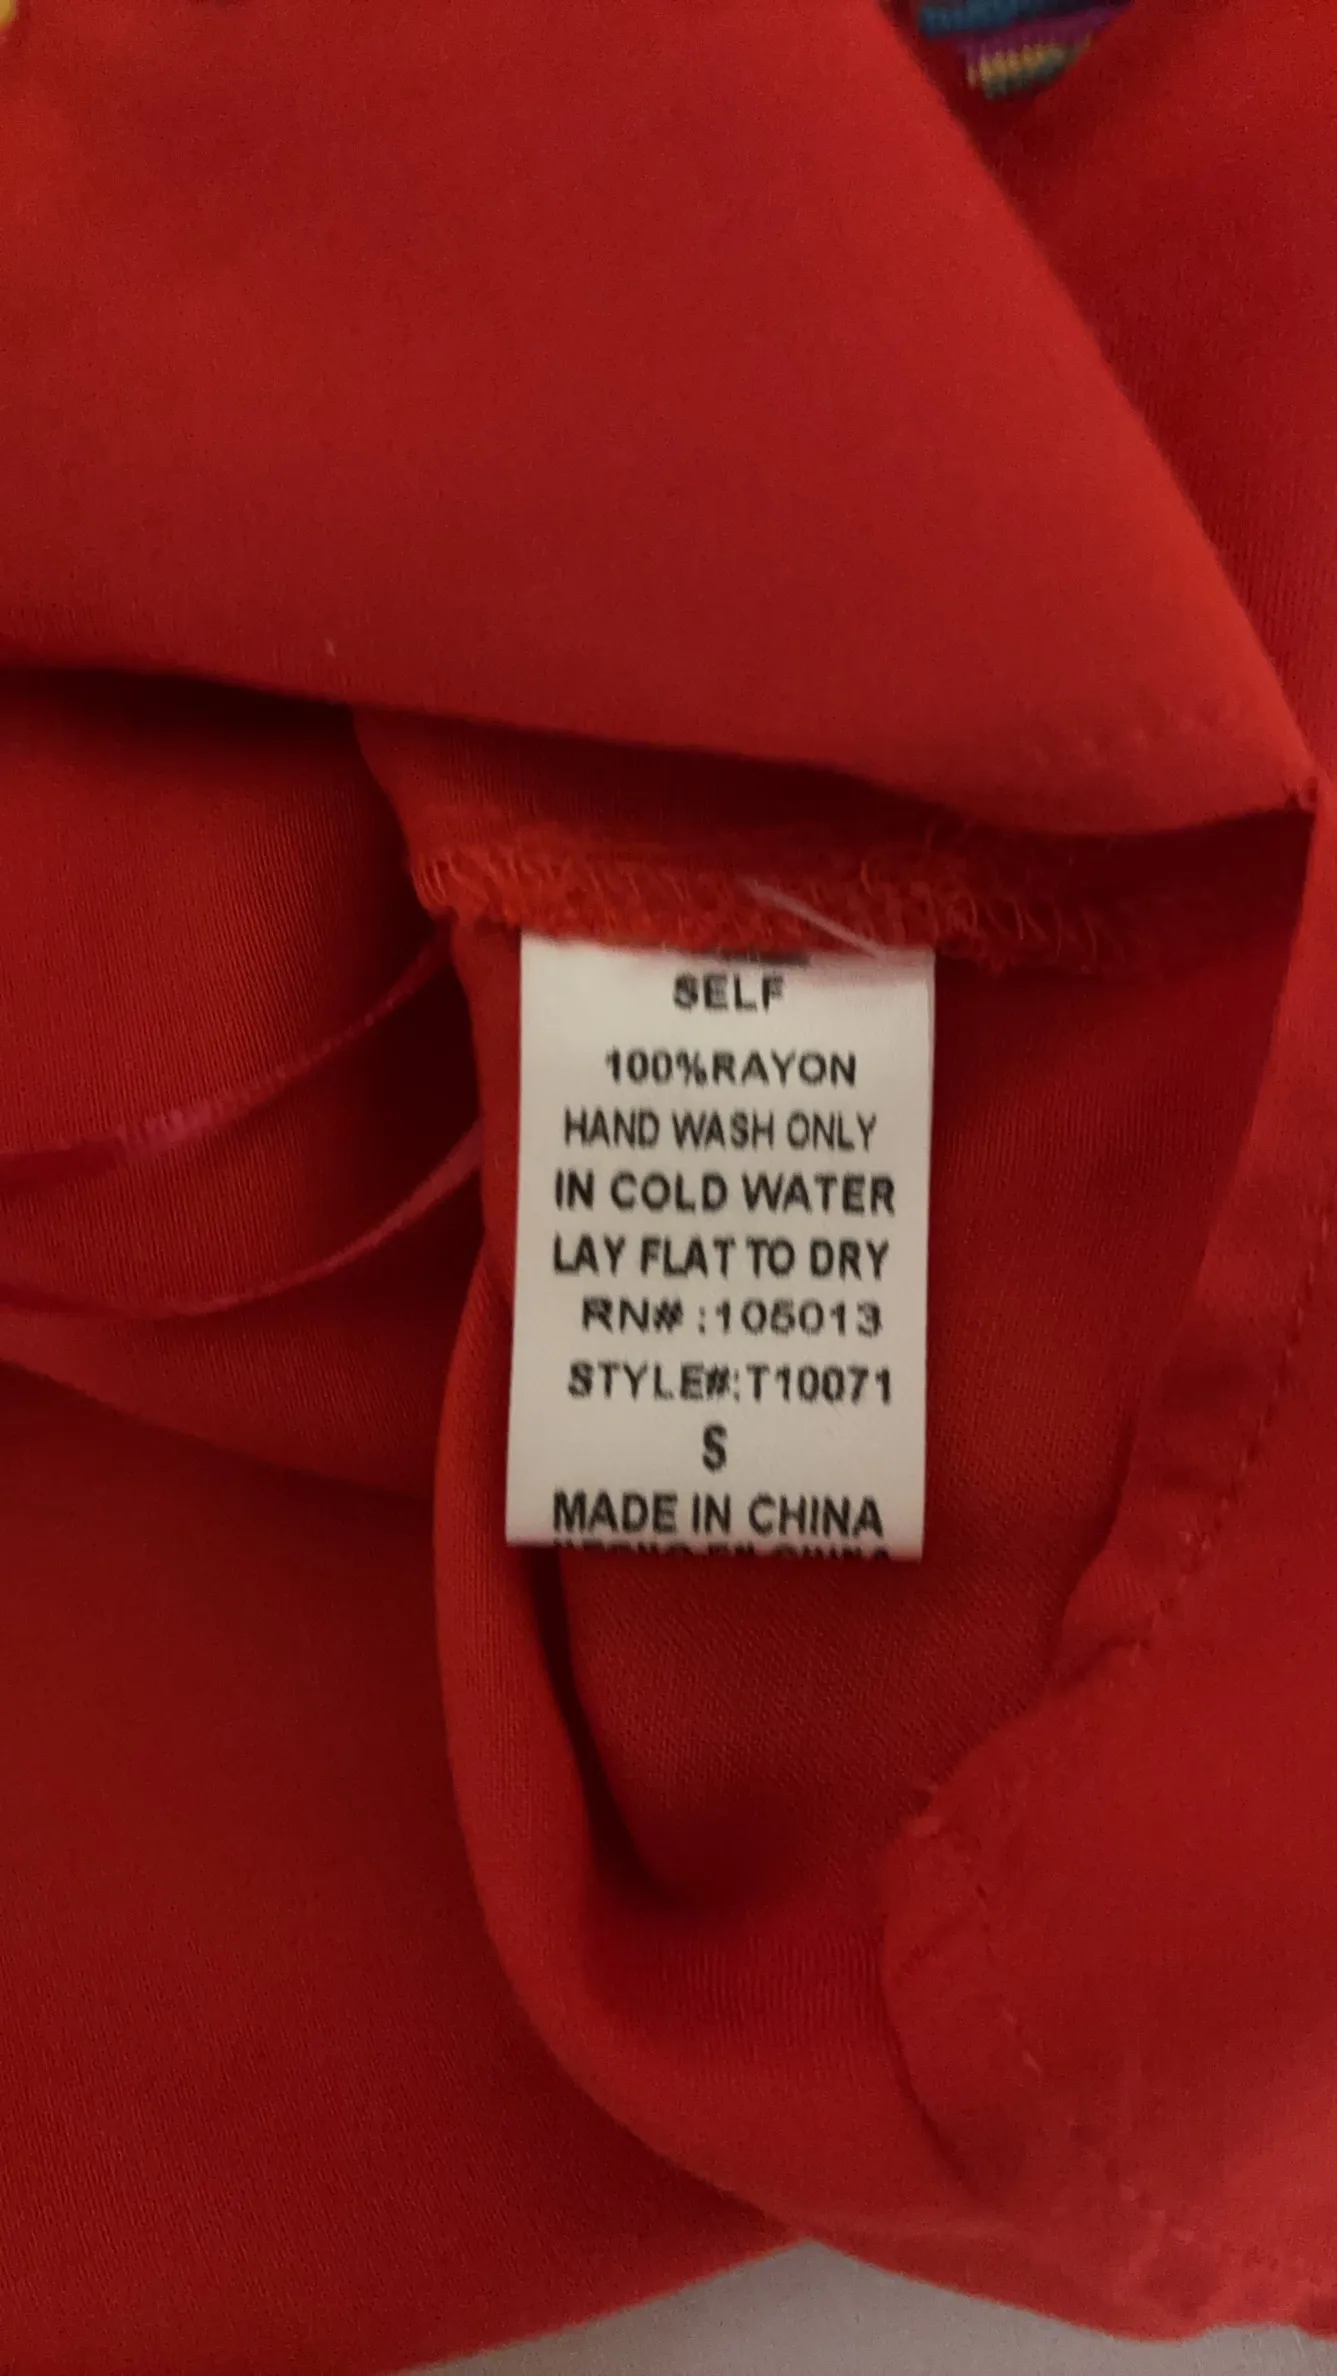 SELF
100%RAYON
HAND WASH ONLY
IN COLD WATER
LAY FLAT TO DRY
RN# :105013
STYLE#:T10071
S
MADE IN CHINA